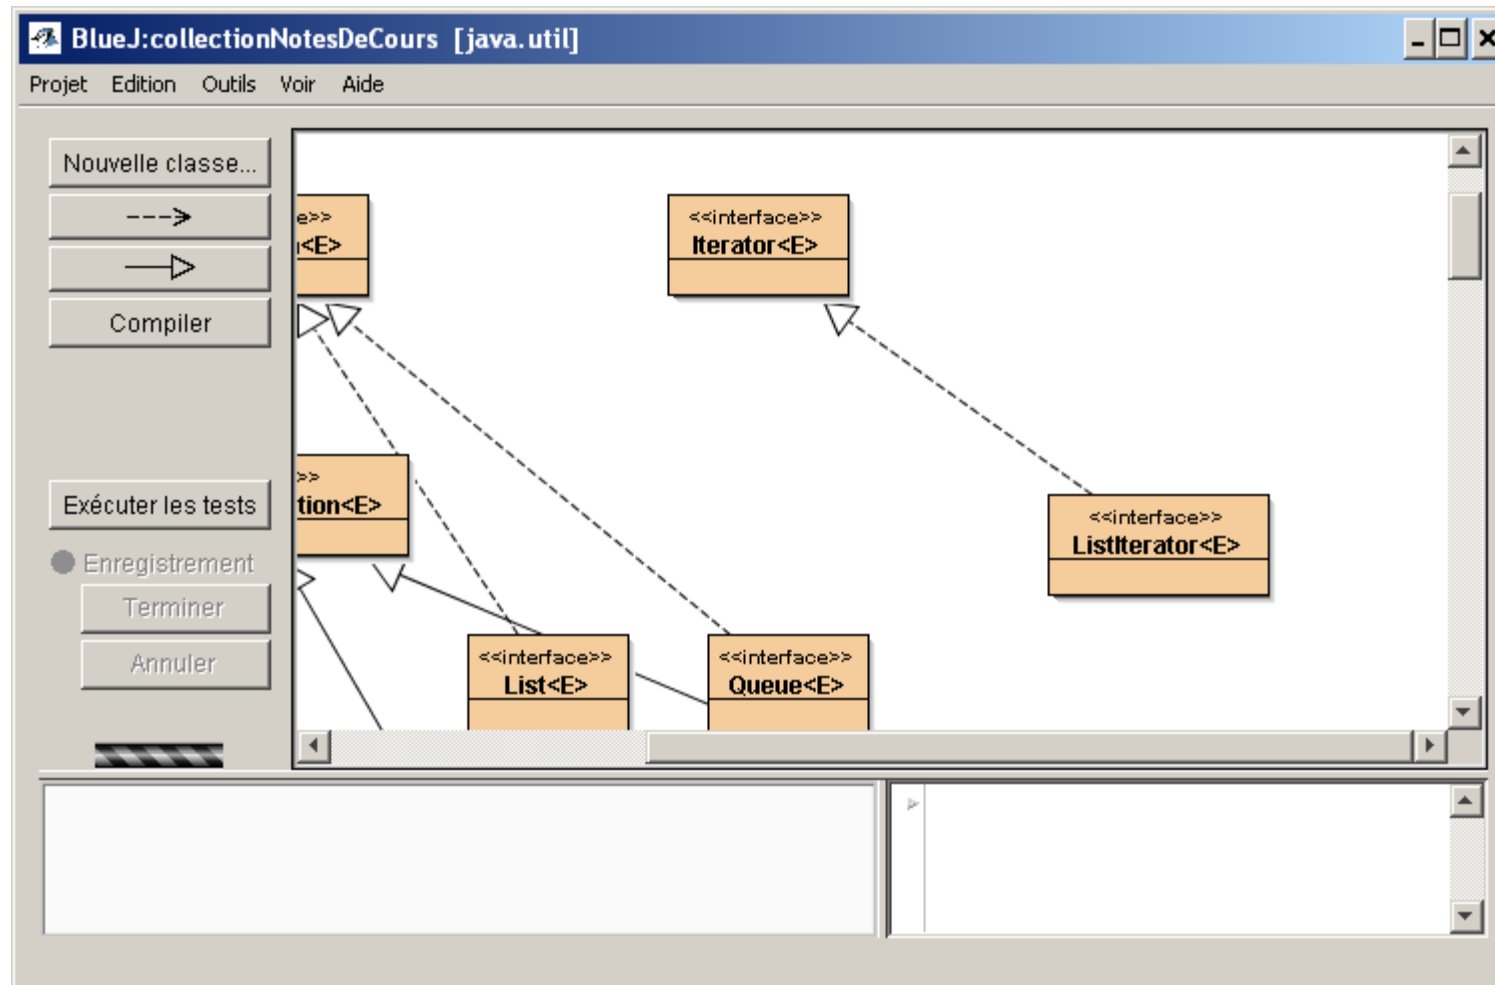 BlueJ:collectionNotesDeCours [java.util]
Projet Edition Outils Voir Aide
Nouvelle classe...
Compiler
Exécuter les tests
Enregistrement
Terminer
Annuler
e>>
<E>
<<interface>>
Iterator<E>
>>
tion<E>
<<interface>>
ListIterator<E>
<<interface>>
List<E>
<<interface>>
Queue<E>